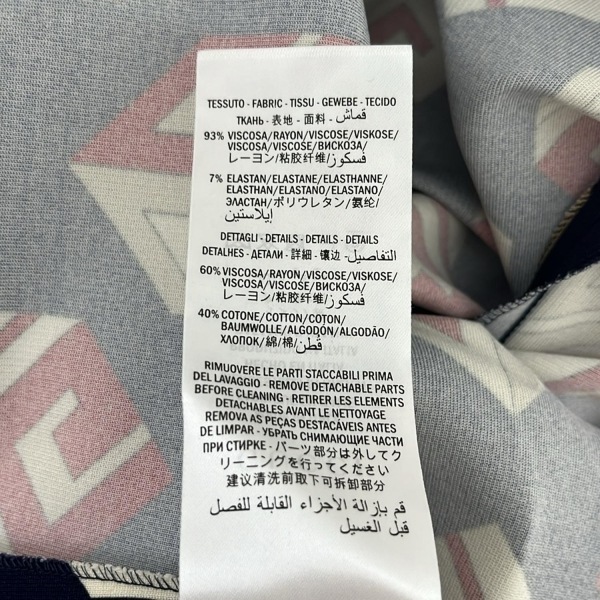 TESSUTO - FABRIC - TISSU - GEWEBE - TECIDO
ТКАНЬ - 表地 - 面料 - قماش
93% VISCOSA/RAYON/VISCOSE/VISKOSE/
VISCOSA/VISCOSE/ВИСКОЗА/
レーヨン/粘胶纤维/فسكوز
7% ELASTAN/ELASTANE/ELASTHANNE/
ELASTHAN/ELASTANO/ELASTANO/
ЭЛАСТАН/ポリウレタン/氨纶/
إيلاستين
DETTAGLI - DETAILS - DETAILS - DETAILS
DETALHES - ДЕТАЛИ - 詳細 - 镶边 - التفاصيل
60% VISCOSA/RAYON/VISCOSE/VISKOSE/
VISCOSA/VISCOSE/ВИСКОЗА/
レーヨン/粘胶纤维/فسكوز
40% COTONE/COTTON/COTON/
BAUMWOLLE/ALGODÓN/ALGODÃO/
ХЛОПОК/綿/棉/قُطن
RIMUOVERE LE PARTI STACCABILI PRIMA
DEL LAVAGGIO - REMOVE DETACHABLE PARTS
BEFORE CLEANING - RETIRER LES ELEMENTS
DETACHABLES AVANT LE NETTOYAGE
REMOVA AS PEÇAS DESTACÁVEIS ANTES
DE LIMPAR - УБРАТЬ СНИМАЮЩИЕ ЧАСТИ
ПРИ СТИРКЕ - パーツ部分は外してク
リーニングを行ってください
建议清洗前取下可拆卸部分
قم بإزالة الأجزاء القابلة للفصل
قبل الغسيل